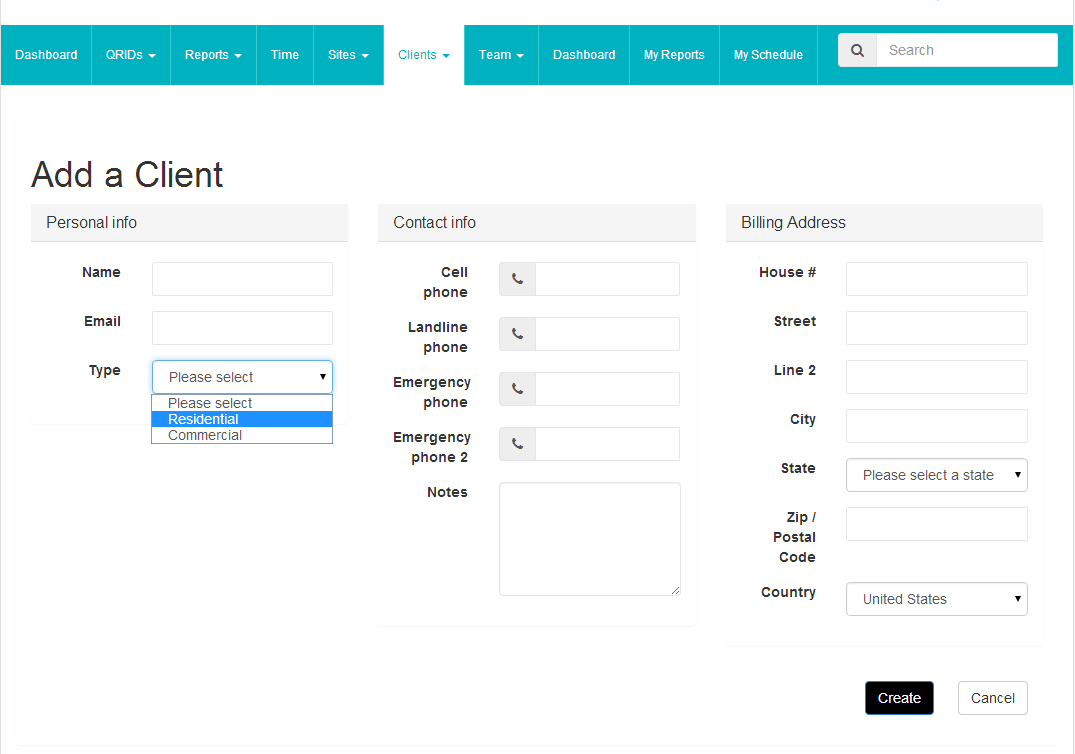 Dashboard QRIDs Reports Time Sites Clients Team Dashboard My Reports My Schedule Search
Add a Client
Personal info
Name
Email
Type Please select
Please select
Residential
Commercial
Contact info
Cell
phone
Landline
phone
Emergency
phone
Emergency
phone 2
Notes
Billing Address
House #
Street
Line 2
City
State Please select a state
Zip /
Postal
Code
Country United States
Create Cancel